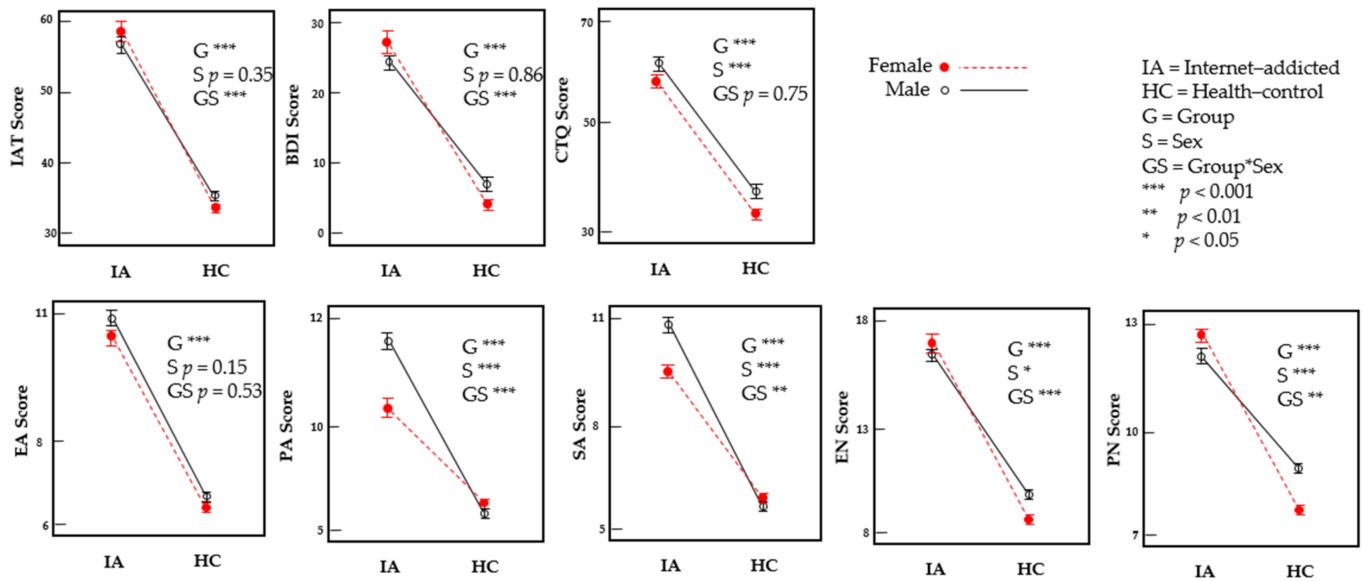 IAT Score
60
50
40
30
G ***
S p = 0.35
GS ***
IA HC
BDI Score
30
20
10
0
G ***
S p = 0.86
GS ***
CTQ Score
70
50
30
G ***
S ***
GS p = 0.75
IA HC
Female
Male
IA = Internet–addicted
HC = Health–control
G = Group
S = Sex
GS = Group*Sex
*** p < 0.001
** p < 0.01
* p < 0.05
EA Score
11
8
6
G ***
S p = 0.15
GS p = 0.53
IA HC
PA Score
12
10
5
G ***
S ***
GS ***
IA HC
SA Score
11
8
5
G ***
S ***
GS **
IA HC
EN Score
18
13
8
G ***
S *
GS ***
IA HC
PN Score
13
10
7
G ***
S ***
GS **
IA HC